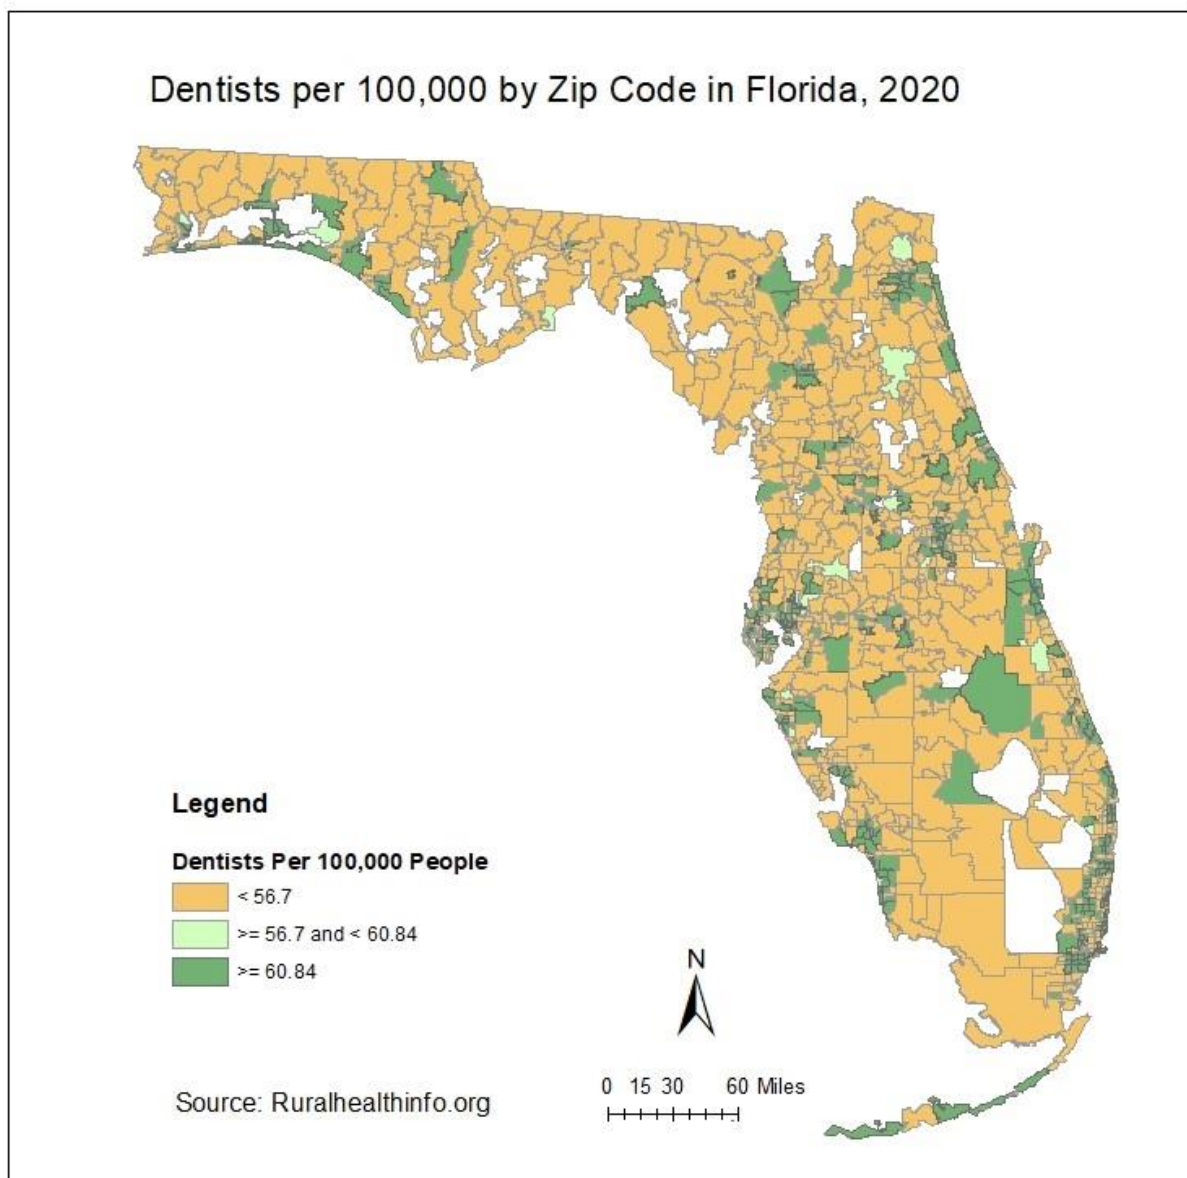 Dentists per 100,000 by Zip Code in Florida, 2020
Legend
Dentists Per 100,000 People
< 56.7
>= 56.7 and < 60.84
>= 60.84
N
0 15 30 60 Miles
Source: Ruralhealthinfo.org